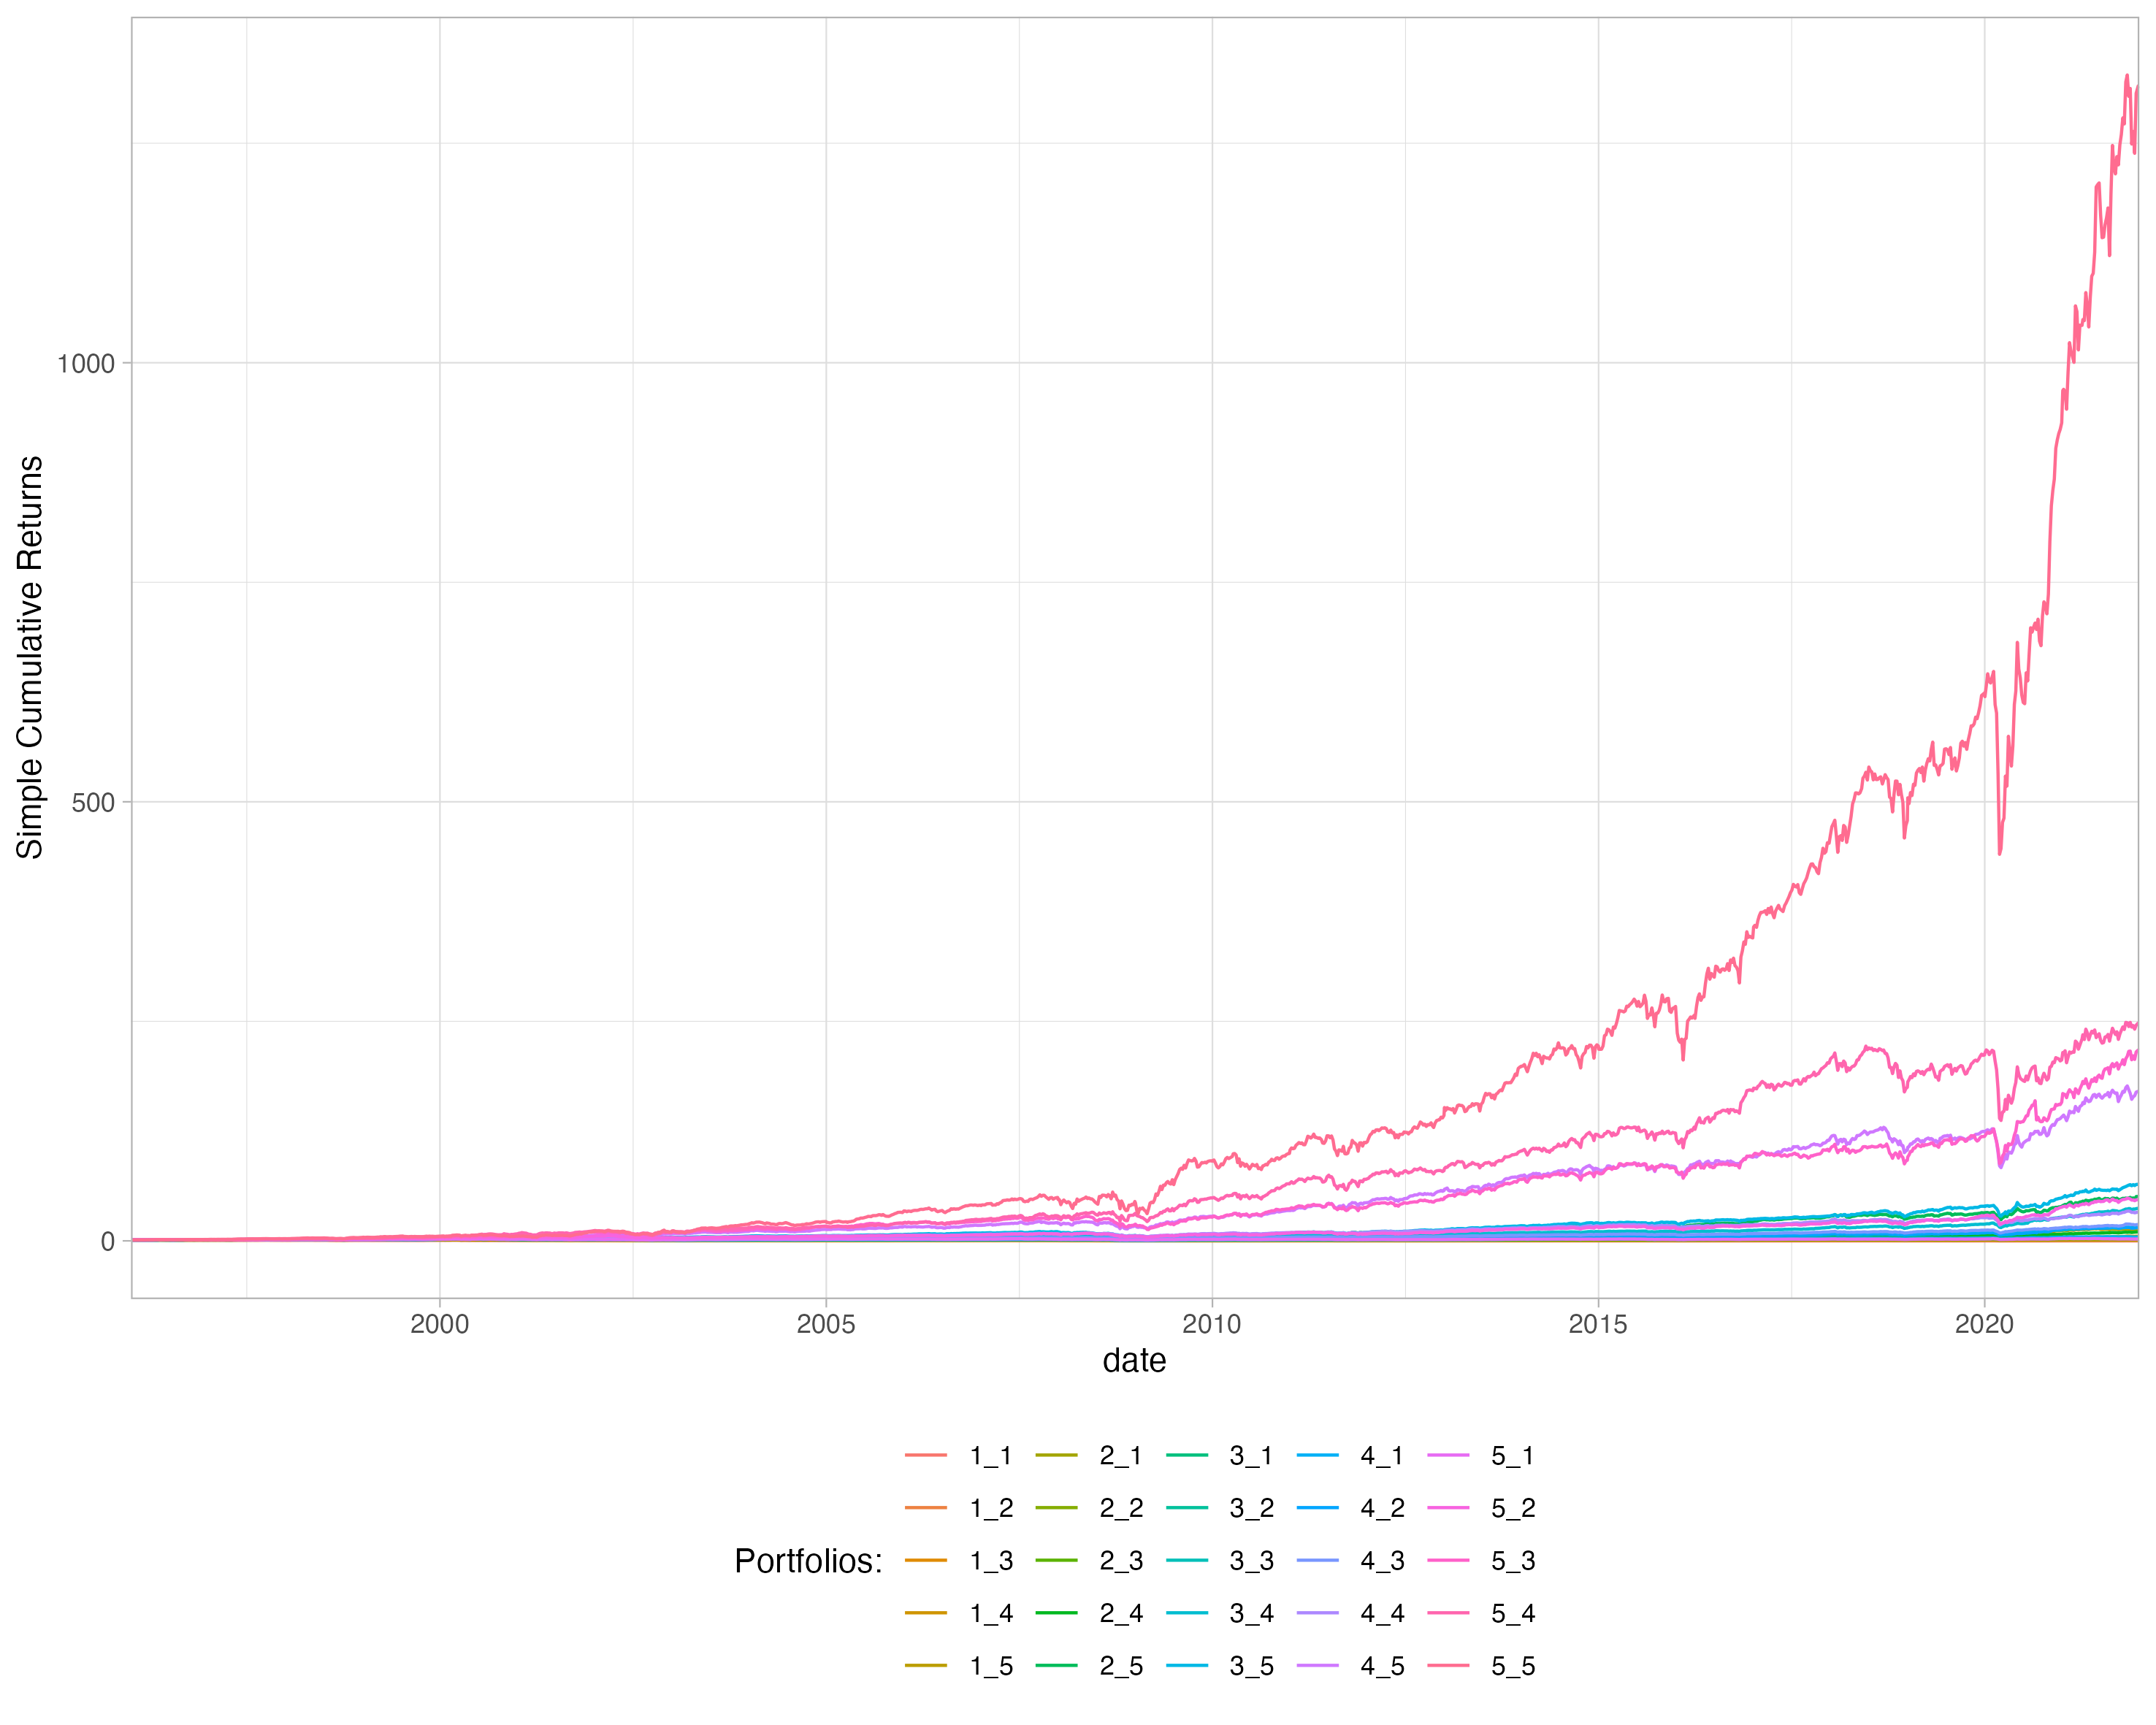 Simple Cumulative Returns
1000
500
0
2000 2005 2010 2015 2020
date
Portfolios:
1_1 2_1 3_1 4_1 5_1
1_2 2_2 3_2 4_2 5_2
1_3 2_3 3_3 4_3 5_3
1_4 2_4 3_4 4_4 5_4
1_5 2_5 3_5 4_5 5_5